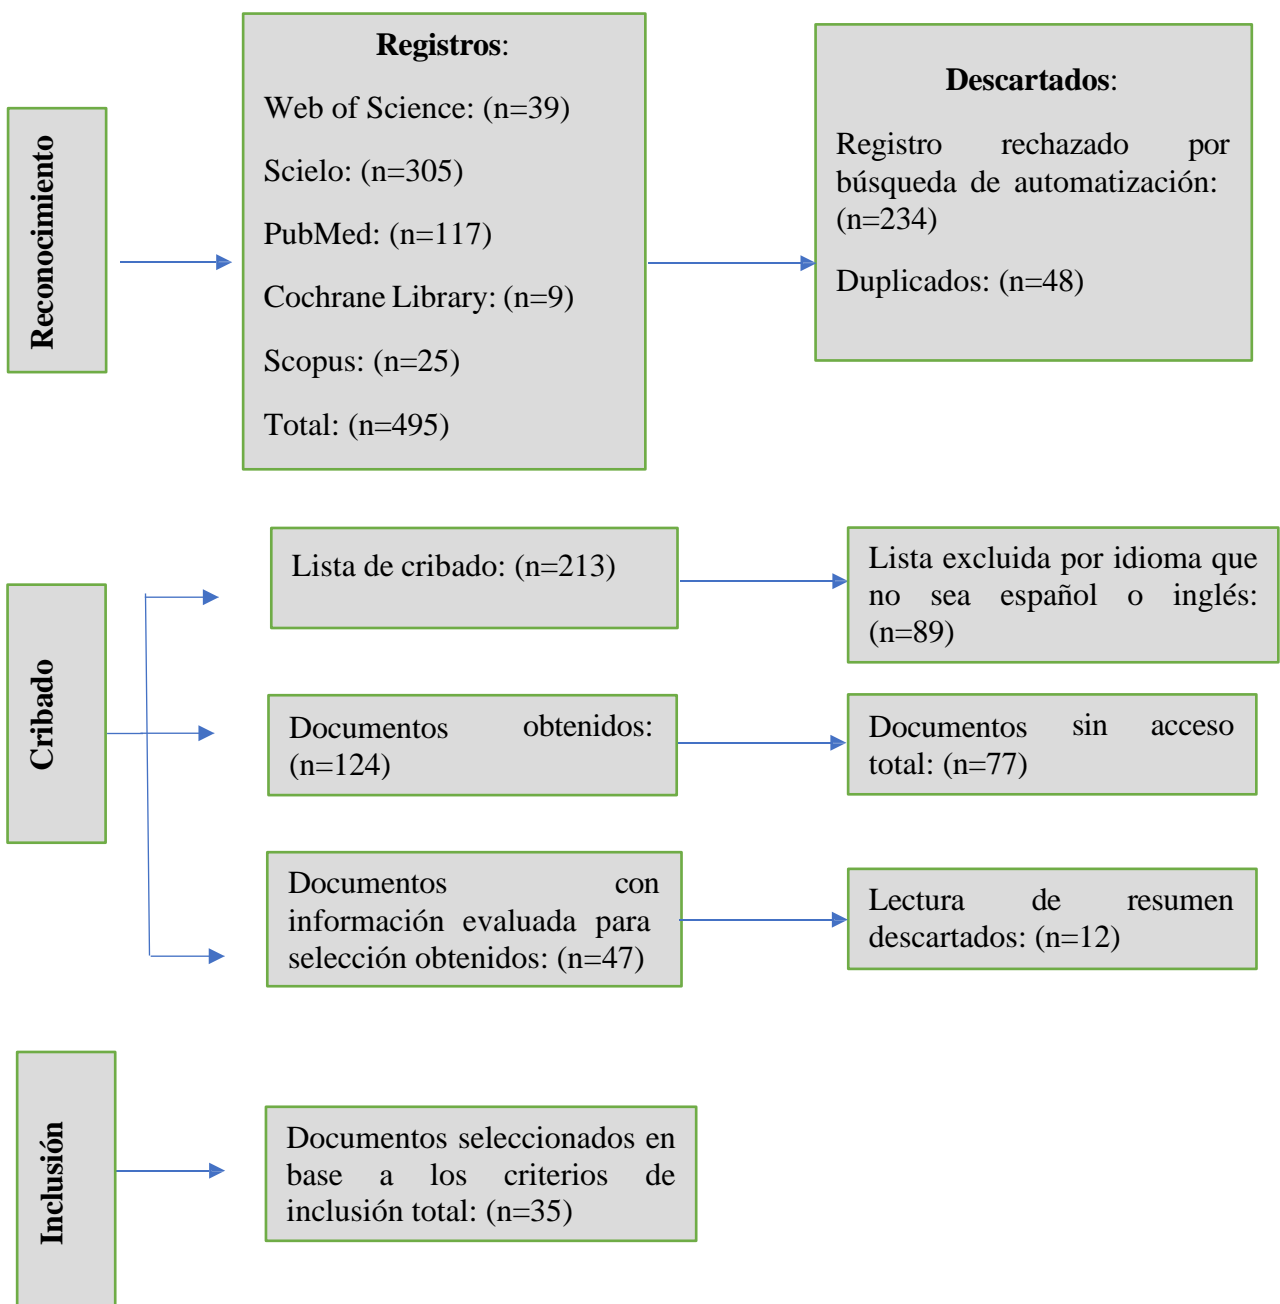 Reconocimiento
Registros:
Web of Science: (n=39)
Scielo: (n=305)
PubMed: (n=117)
Cochrane Library: (n=9)
Scopus: (n=25)
Total: (n=495)
Descartados:
Registro rechazado por
búsqueda de automatización:
(n=234)
Duplicados: (n=48)
Cribado
Lista de cribado: (n=213)
Lista excluida por idioma que
no sea español o inglés:
(n=89)
Documentos obtenidos:
(n=124)
Documentos sin acceso
total: (n=77)
Documentos con
información evaluada para
selección obtenidos: (n=47)
Lectura de resumen
descartados: (n=12)
Inclusión
Documentos seleccionados en
base a los criterios de
inclusión total: (n=35)